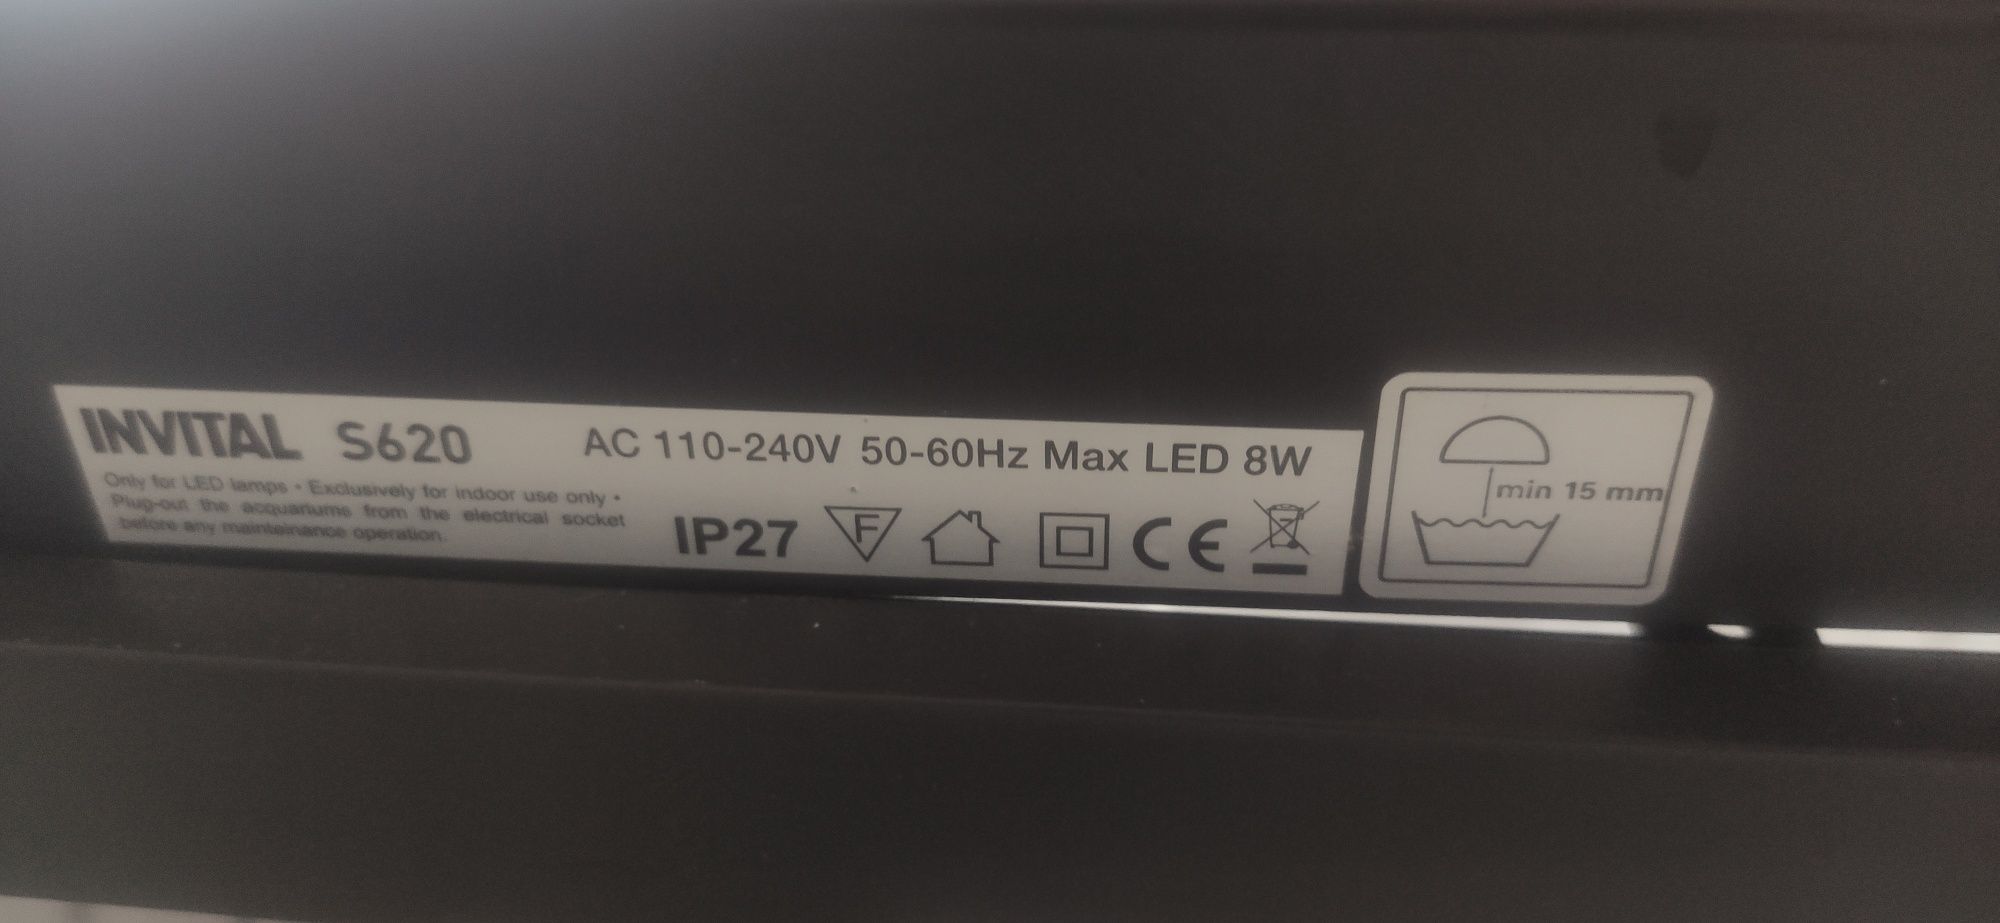 INVITAL S620 AC 110-240V 50-60Hz Max LED 8W
Only for LED lamps • Exclusively for indoor use only •
Plug-out the acquariums from the electrical socket
before any mainteinance operation.
IP27 F CE
min 15 mm